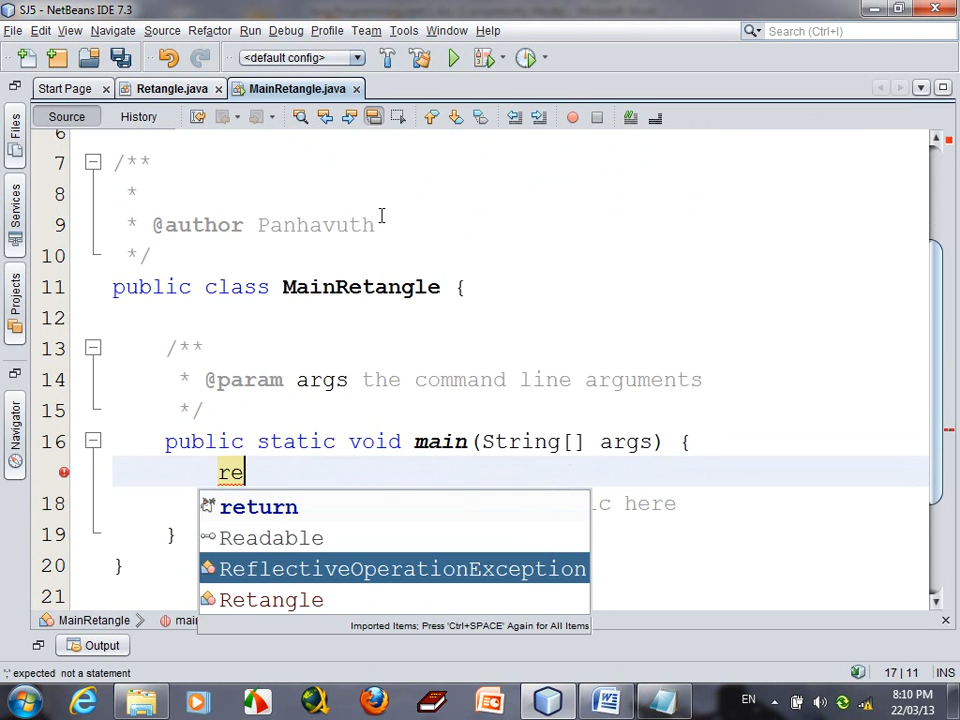 SJ5 - NetBeans IDE 7.3
File Edit View Navigate Source Refactor Run Debug Profile Team Tools Window Help
Search (Ctrl+I)
<default config>
Start Page Retangle.java MainRetangle.java
Source History
Files
Services
Projects
Navigator
6
7 /**
8 *
9 * @author Panhavuth
10 */
11 public class MainRetangle {
12
13 /**
14 * @param args the command line arguments
15 */
16 public static void main(String[] args) {
re
return
18 c here
Readable
19 }
ReflectiveOperationException
20 }
Retangle
21
Imported Items; Press 'Ctrl+SPACE' Again for All Items
MainRetangle mai
Output
';' expected not a statement
17 | 11 INS
EN
8:10 PM
22/03/13